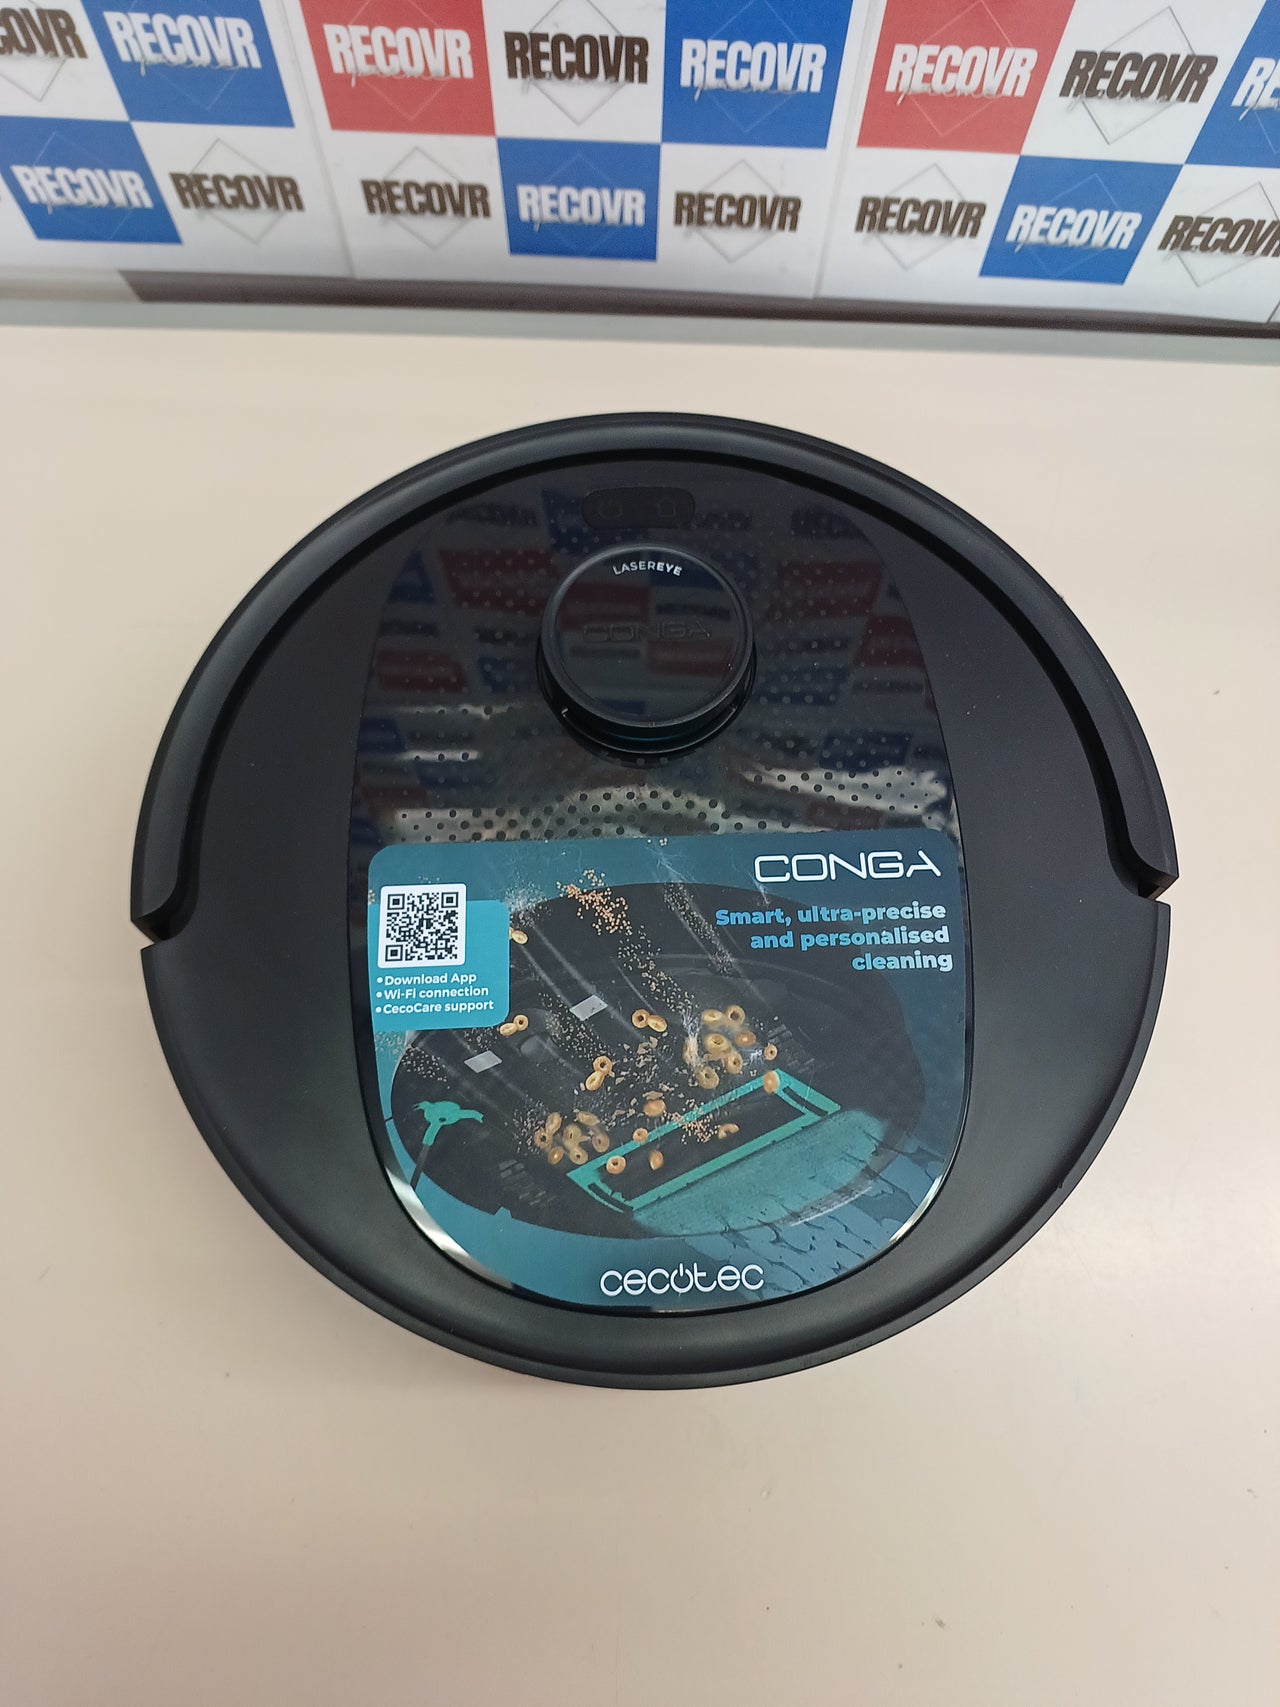 RECOVR RECOVR RECOVR RECOVR RECOVR RECOVR
RECOVR RECOVR RECOVR RECOVR RECOVR RECOVR RECOVR RECOVR
LASEREYE
CONGA
CONGA
Smart, ultra-precise
and personalised
cleaning
• Download App
• Wi-Fi connection
• CecoCare support
cecotec